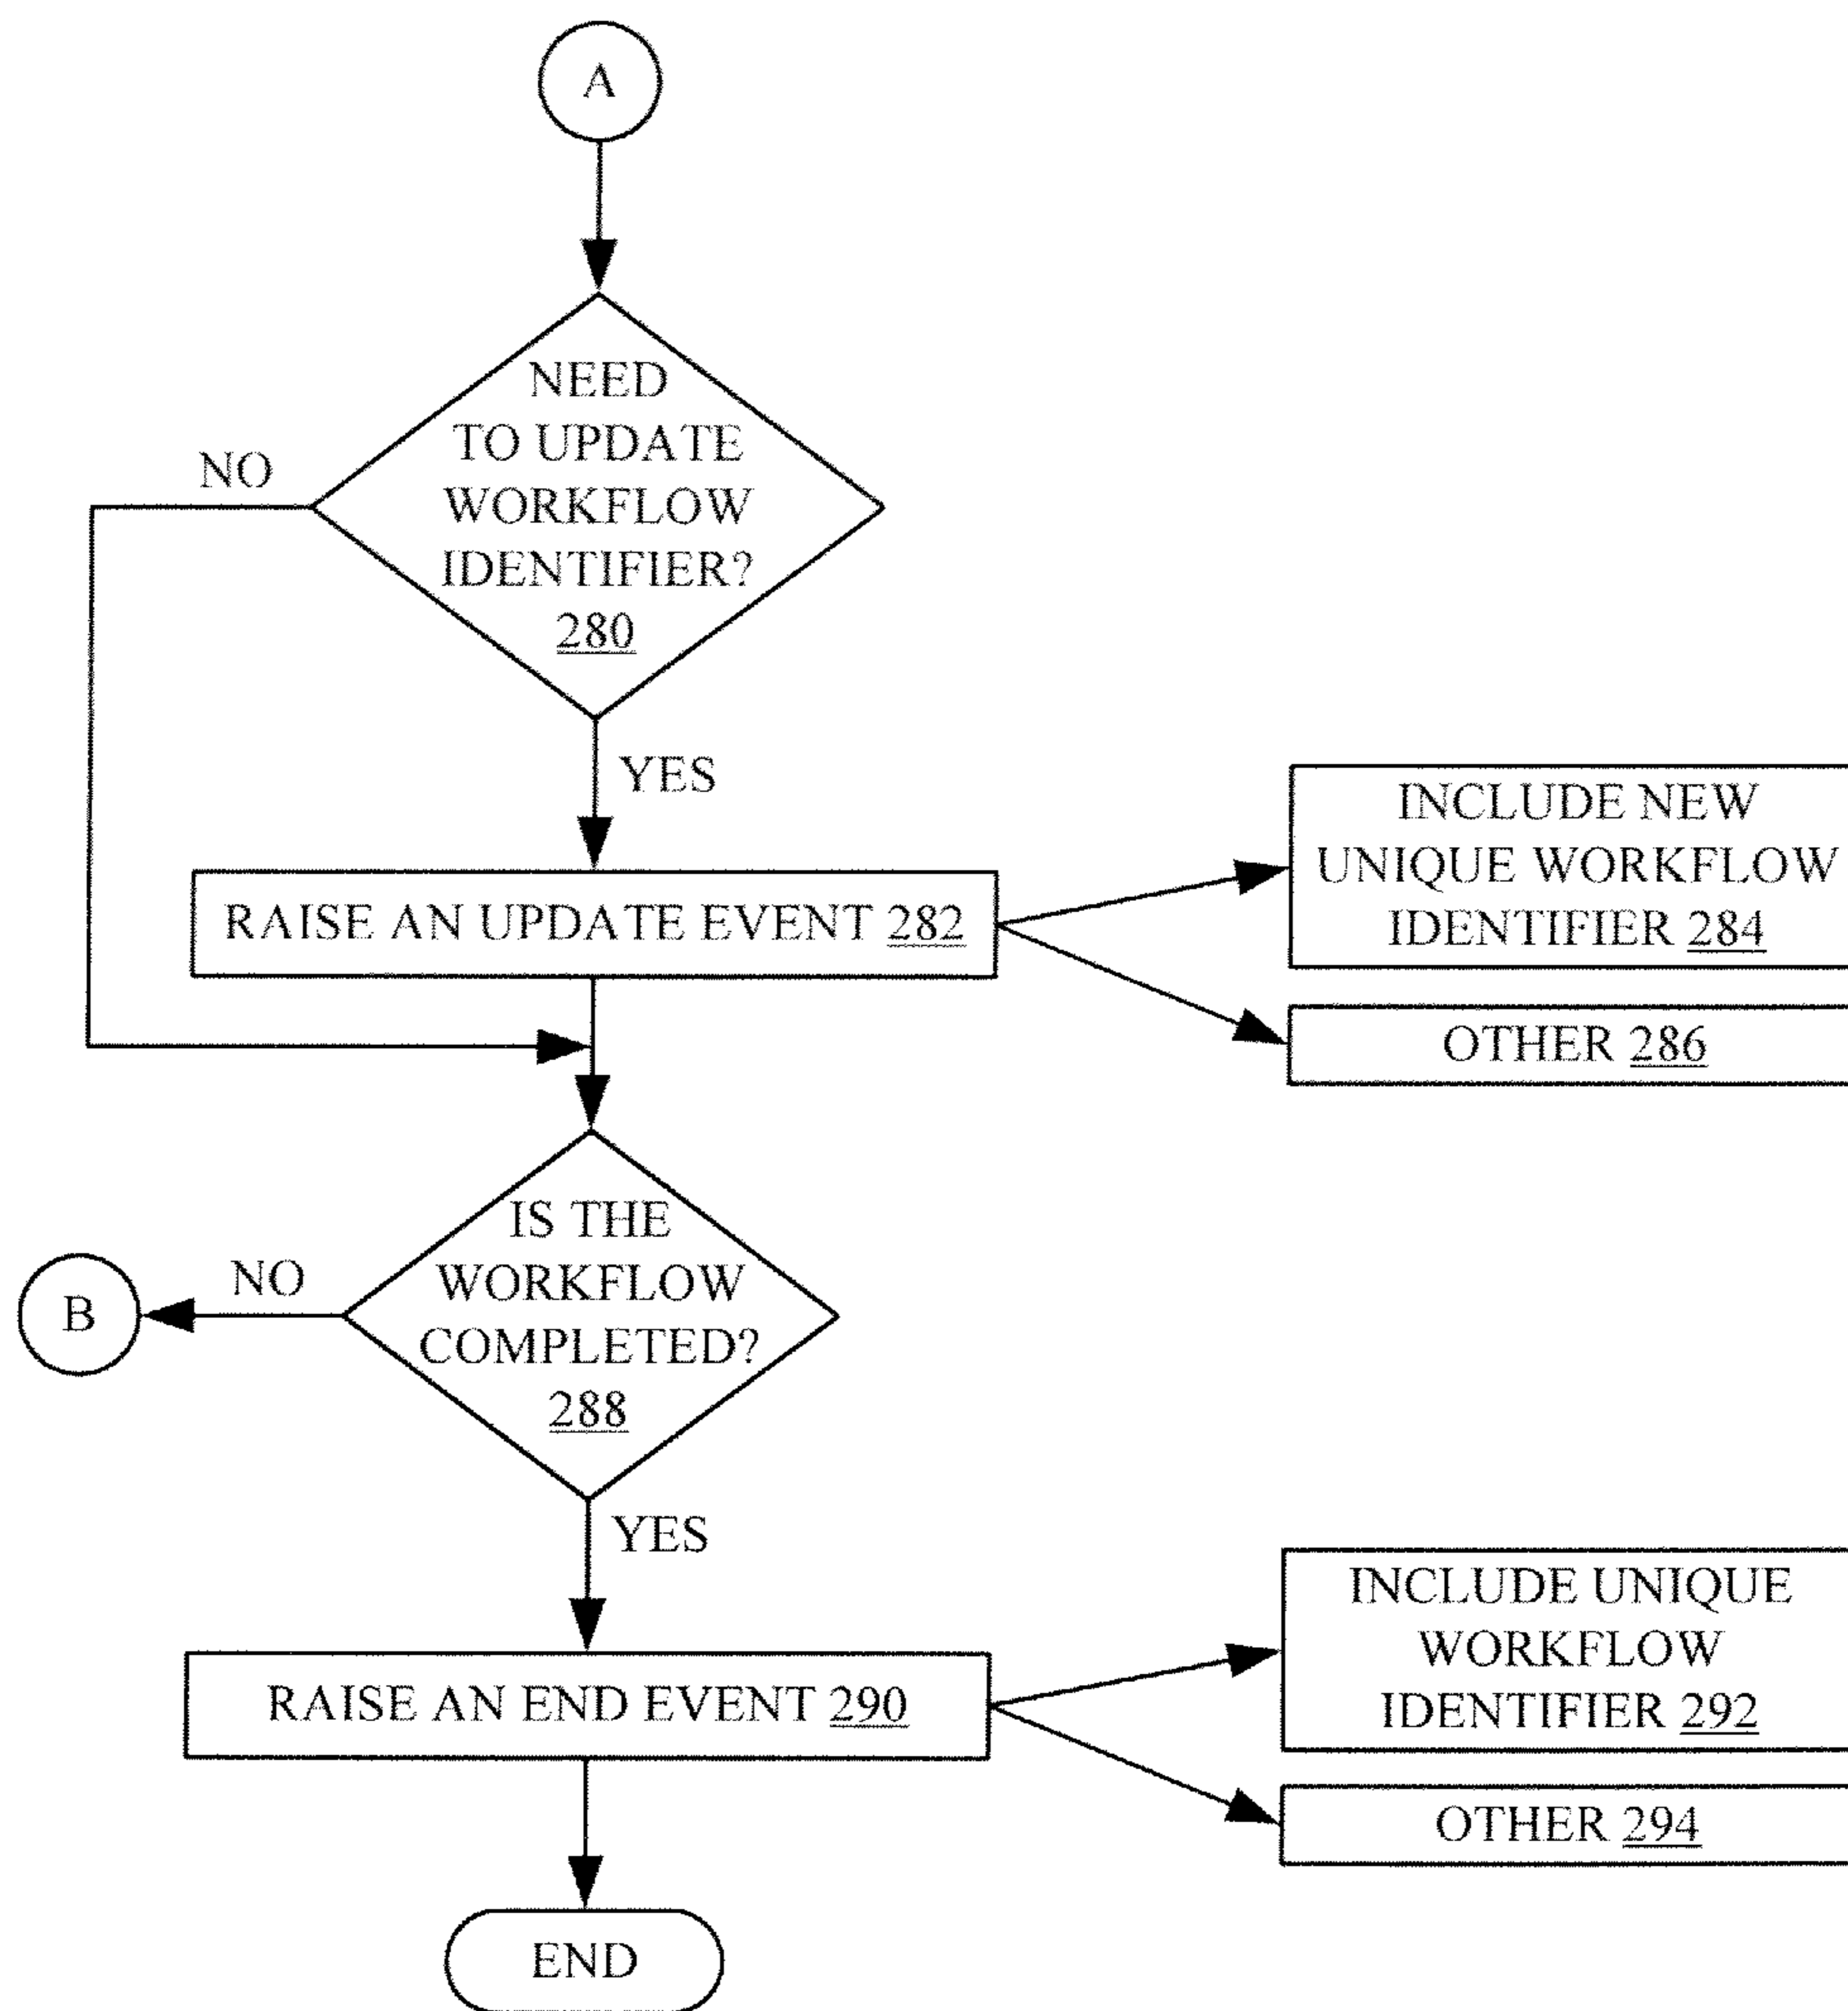 A
NEED
TO UPDATE
WORKFLOW
IDENTIFIER?
280
NO
YES
RAISE AN UPDATE EVENT 282
INCLUDE NEW
UNIQUE WORKFLOW
IDENTIFIER 284
OTHER 286
IS THE
WORKFLOW
COMPLETED?
288
NO
B
YES
RAISE AN END EVENT 290
INCLUDE UNIQUE
WORKFLOW
IDENTIFIER 292
OTHER 294
END